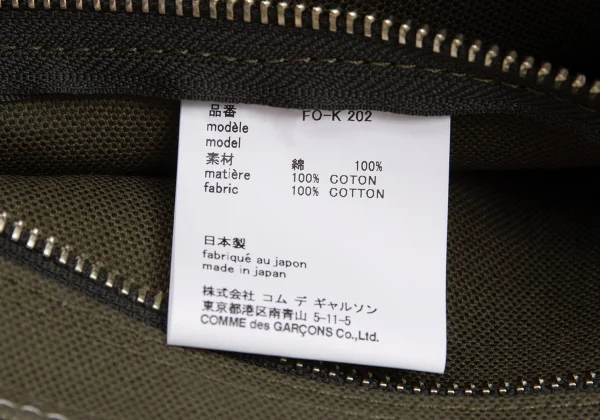 品番 FO-K 202
modèle
model
素材 綿 100%
matière 100% COTON
fabric 100% COTTON
日本製
fabriqué au japon
made in japan
株式会社 コム デ ギャルソン
東京都港区南青山 5-11-5
COMME des GARÇONS Co.,Ltd.